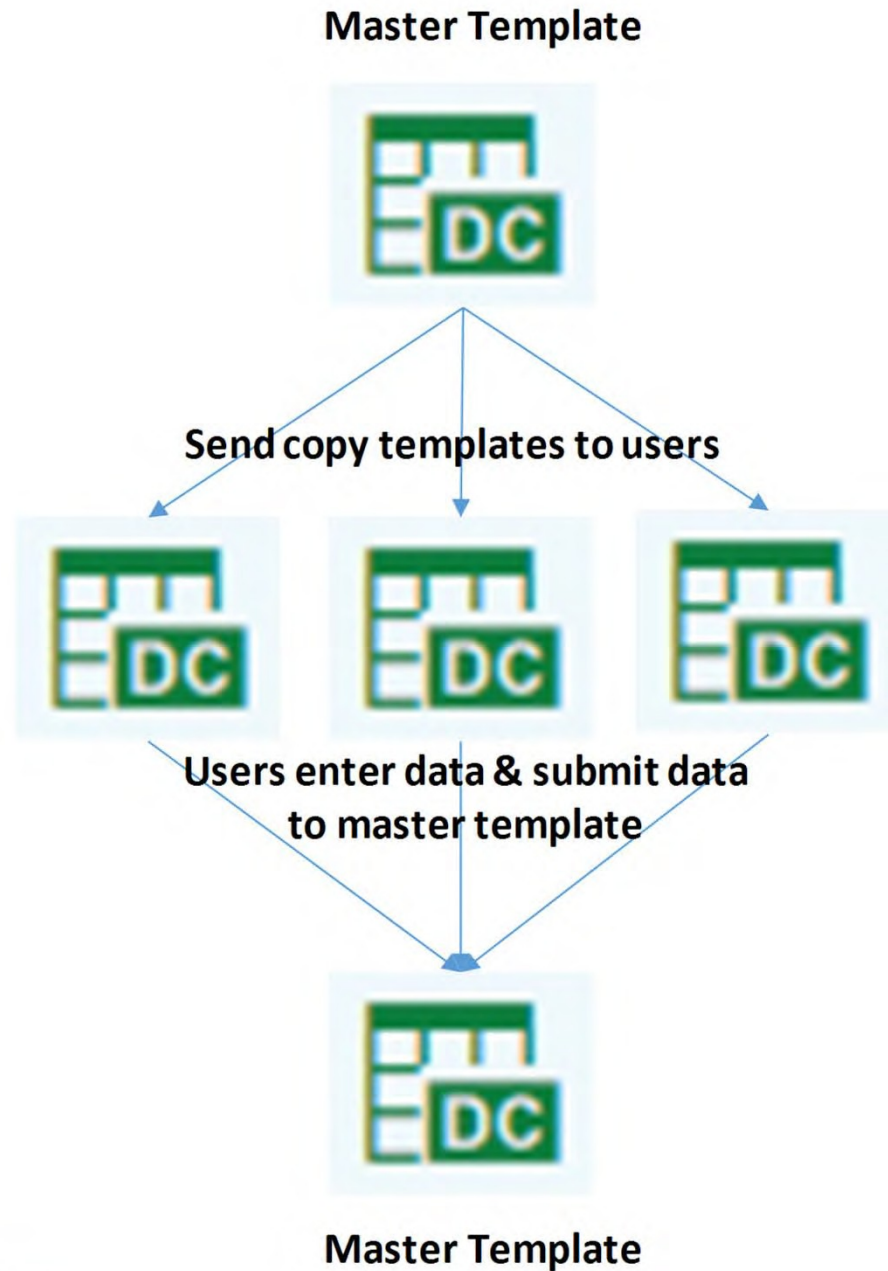 Master Template
DC
Send copy templates to users
DC
DC
DC
Users enter data & submit data
to master template
DC
Master Template